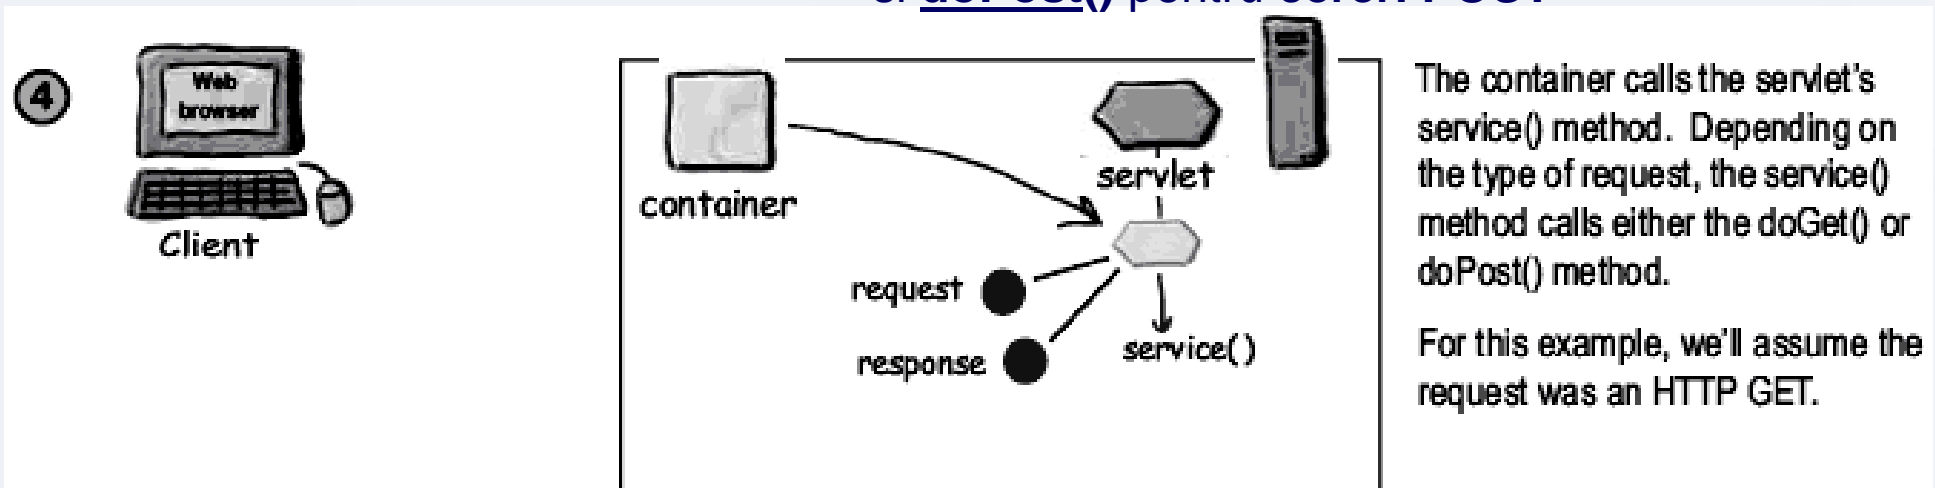 doPost() pentru
4
Web
browser
Client
container
servlet
request
response
service()
The container calls the servlet's
service() method. Depending on
the type of request, the service()
method calls either the doGet() or
doPost() method.
For this example, we'll assume the
request was an HTTP GET.